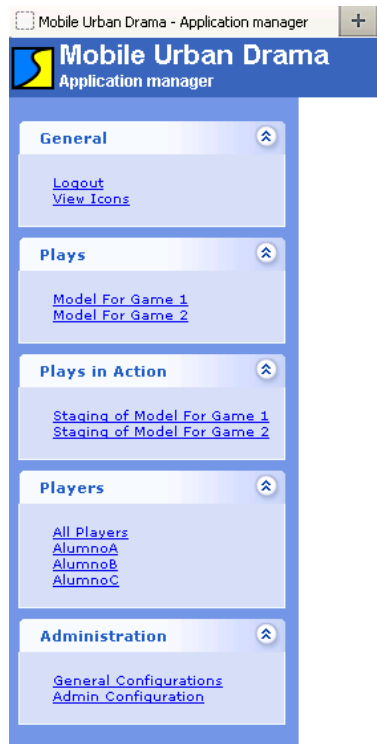 Mobile Urban Drama - Application manager
Mobile Urban Drama
Application manager
General
Logout
View Icons
Plays
Model For Game 1
Model For Game 2
Plays in Action
Staging of Model For Game 1
Staging of Model For Game 2
Players
All Players
AlumnoA
AlumnoB
AlumnoC
Administration
General Configurations
Admin Configuration